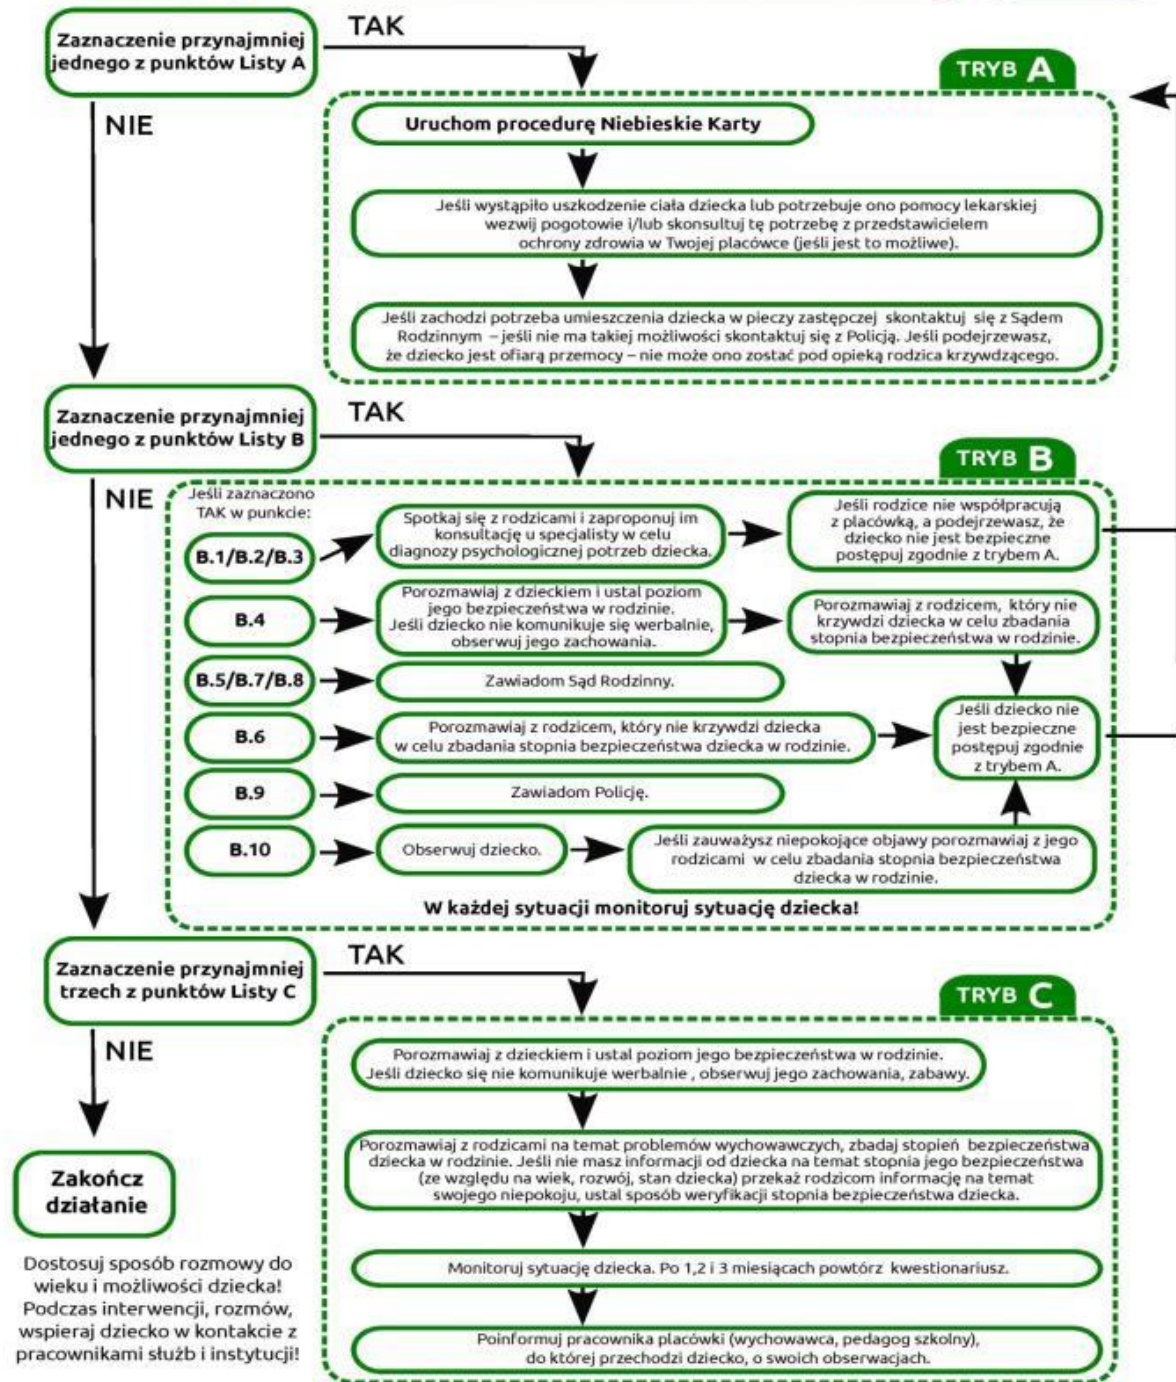 Zaznaczenie przynajmniej
jednego z punktów Listy A
TAK
NIE
TRYB A
Uruchom procedurę Niebieskie Karty
Jeśli wystąpiło uszkodzenie ciała dziecka lub potrzebuje ono pomocy lekarskiej
wezwij pogotowie i/lub skonsultuj tę potrzebę z przedstawicielem
ochrony zdrowia w Twojej placówce (jeśli jest to możliwe).
Jeśli zachodzi potrzeba umieszczenia dziecka w pieczy zastępczej skontaktuj się z Sądem
Rodzinnym – jeśli nie ma takiej możliwości skontaktuj się z Policją. Jeśli podejrzewasz,
że dziecko jest ofiarą przemocy – nie może ono zostać pod opieką rodzica krzywdzącego.
Zaznaczenie przynajmniej
jednego z punktów Listy B
TAK
NIE
TRYB B
Jeśli zaznaczono
TAK w punkcie:
B.1/B.2/B.3
Spotkaj się z rodzicami i zaproponuj im
konsultację u specjalisty w celu
diagnozy psychologicznej potrzeb dziecka.
Jeśli rodzice nie współpracują
z placówką, a podejrzewasz, że
dziecko nie jest bezpieczne
postępuj zgodnie z trybem A.
B.4
Porozmawiaj z dzieckiem i ustal poziom
jego bezpieczeństwa w rodzinie.
Jeśli dziecko nie komunikuje się werbalnie,
obserwuj jego zachowania.
Porozmawiaj z rodzicem, który nie
krzywdzi dziecka w celu zbadania
stopnia bezpieczeństwa w rodzinie.
B.5/B.7/B.8
Zawiadom Sąd Rodzinny.
B.6
Porozmawiaj z rodzicem, który nie krzywdzi dziecka
w celu zbadania stopnia bezpieczeństwa dziecka w rodzinie.
Jeśli dziecko nie
jest bezpieczne
postępuj zgodnie
z trybem A.
B.9
Zawiadom Policję.
B.10
Obserwuj dziecko.
Jeśli zauważysz niepokojące objawy porozmawiaj z jego
rodzicami w celu zbadania stopnia bezpieczeństwa
dziecka w rodzinie.
W każdej sytuacji monitoruj sytuację dziecka!
Zaznaczenie przynajmniej
trzech z punktów Listy C
TAK
NIE
TRYB C
Porozmawiaj z dzieckiem i ustal poziom jego bezpieczeństwa w rodzinie.
Jeśli dziecko się nie komunikuje werbalnie , obserwuj jego zachowania, zabawy.
Porozmawiaj z rodzicami na temat problemów wychowawczych, zbadaj stopień bezpieczeństwa
dziecka w rodzinie. Jeśli nie masz informacji od dziecka na temat stopnia jego bezpieczeństwa
(ze względu na wiek, rozwój, stan dziecka) przekaż rodzicom informację na temat
swojego niepokoju, ustal sposób weryfikacji stopnia bezpieczeństwa dziecka.
Monitoruj sytuację dziecka. Po 1,2 i 3 miesiącach powtórz kwestionariusz.
Poinformuj pracownika placówki (wychowawca, pedagog szkolny),
do której przechodzi dziecko, o swoich obserwacjach.
Zakończ
działanie
Dostosuj sposób rozmowy do
wieku i możliwości dziecka!
Podczas interwencji, rozmów,
wspieraj dziecko w kontakcie z
pracownikami służb i instytucji!